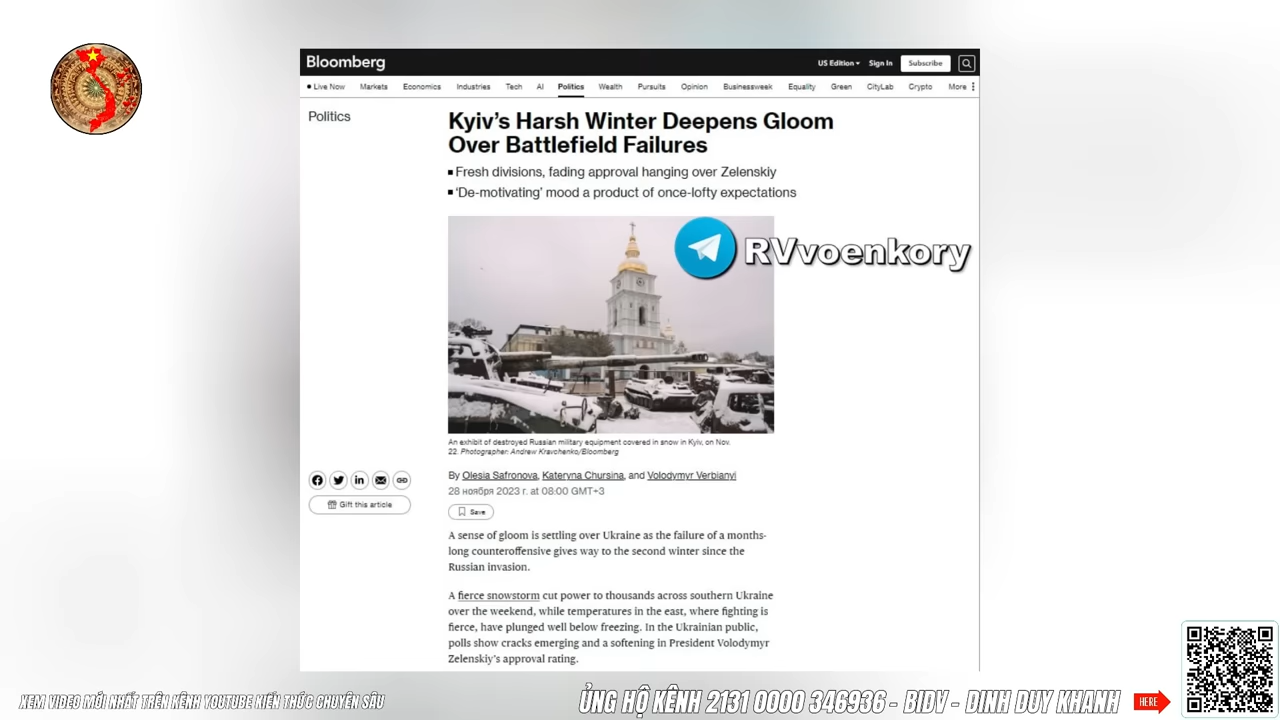 Bloomberg
US Edition
Sign In
Subscribe
Live Now Markets Economics Industries Tech AI Politics Wealth Pursuits Opinion Businessweek Equality Green CityLab Crypto More
Politics
Kyiv's Harsh Winter Deepens Gloom
Over Battlefield Failures
Fresh divisions, fading approval hanging over Zelenskiy
'De-motivating' mood a product of once-lofty expectations
RVvoenkory
An exhibit of destroyed Russian military equipment covered in snow in Kyiv, on Nov.
22. Photographer: Andrew Kravchenko/Bloomberg
By Olesia Safronova, Kateryna Chursina, and Volodymyr Verbianyi
28 ноября 2023 г. at 08:00 GMT+3
Gift this article
Save
A sense of gloom is settling over Ukraine as the failure of a months-
long counteroffensive gives way to the second winter since the
Russian invasion.
A fierce snowstorm cut power to thousands across southern Ukraine
over the weekend, while temperatures in the east, where fighting is
fierce, have plunged well below freezing. In the Ukrainian public,
polls show cracks emerging and a softening in President Volodymyr
Zelenskiy's approval rating.
XEM VIDEO MỚI NHẤT TRÊN KÊNH YOUTUBE KIẾN THỨC CHUYÊN SÂU
ỦNG HỘ KÊNH 2131 0000 346936 - BIDV - DINH DUY KHANH
HERE